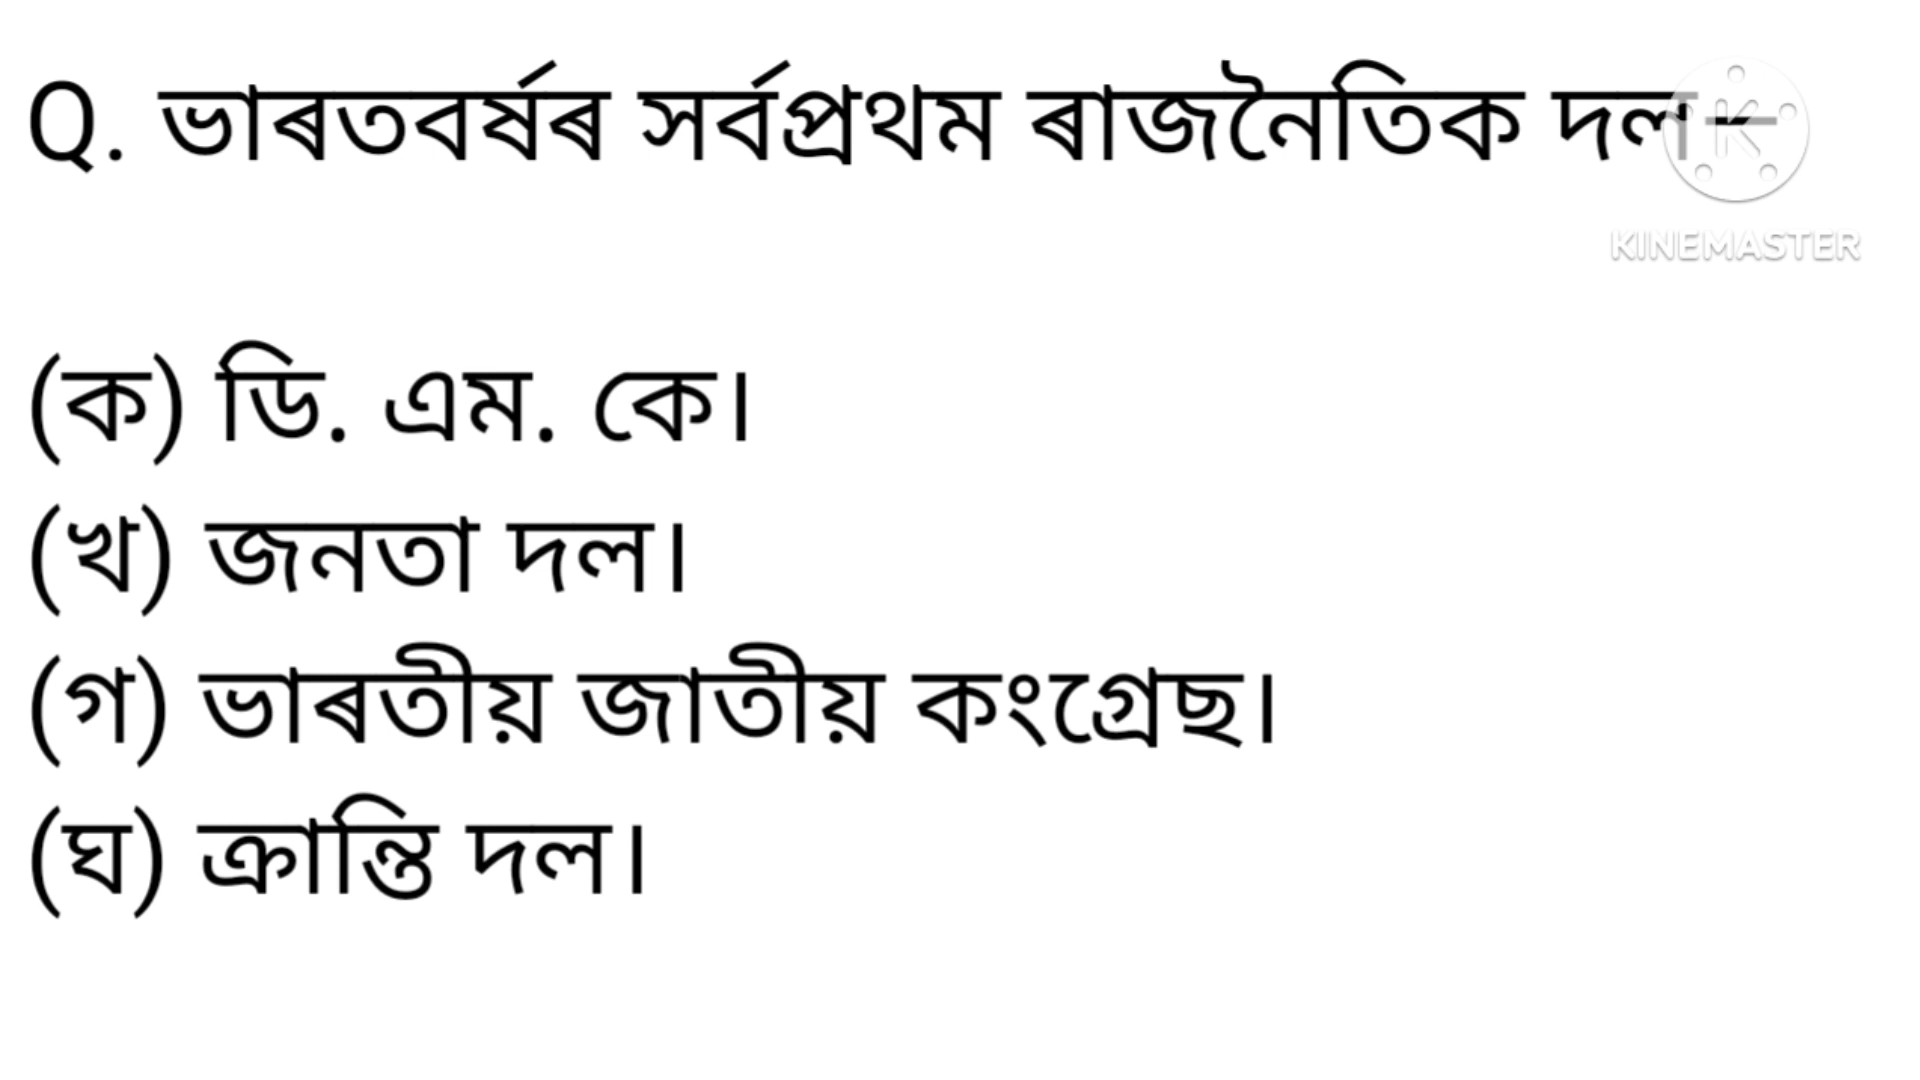 Q. ভাৰতবৰ্ষৰ সৰ্বপ্ৰথম ৰাজনৈতিক দল -
KINEMASTER
(ক) ডি. এম. কে।
(খ) জনতা দল।
(গ) ভাৰতীয় জাতীয় কংগ্ৰেছ।
(ঘ) ক্ৰান্তি দল।